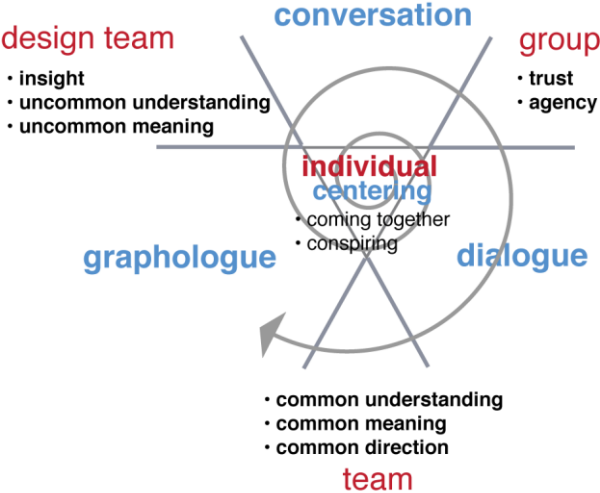 conversation
design team
• insight
• uncommon understanding
• uncommon meaning
group
• trust
• agency
individual
centering
• coming together
• conspiring
graphologue
dialogue
• common understanding
• common meaning
• common direction
team